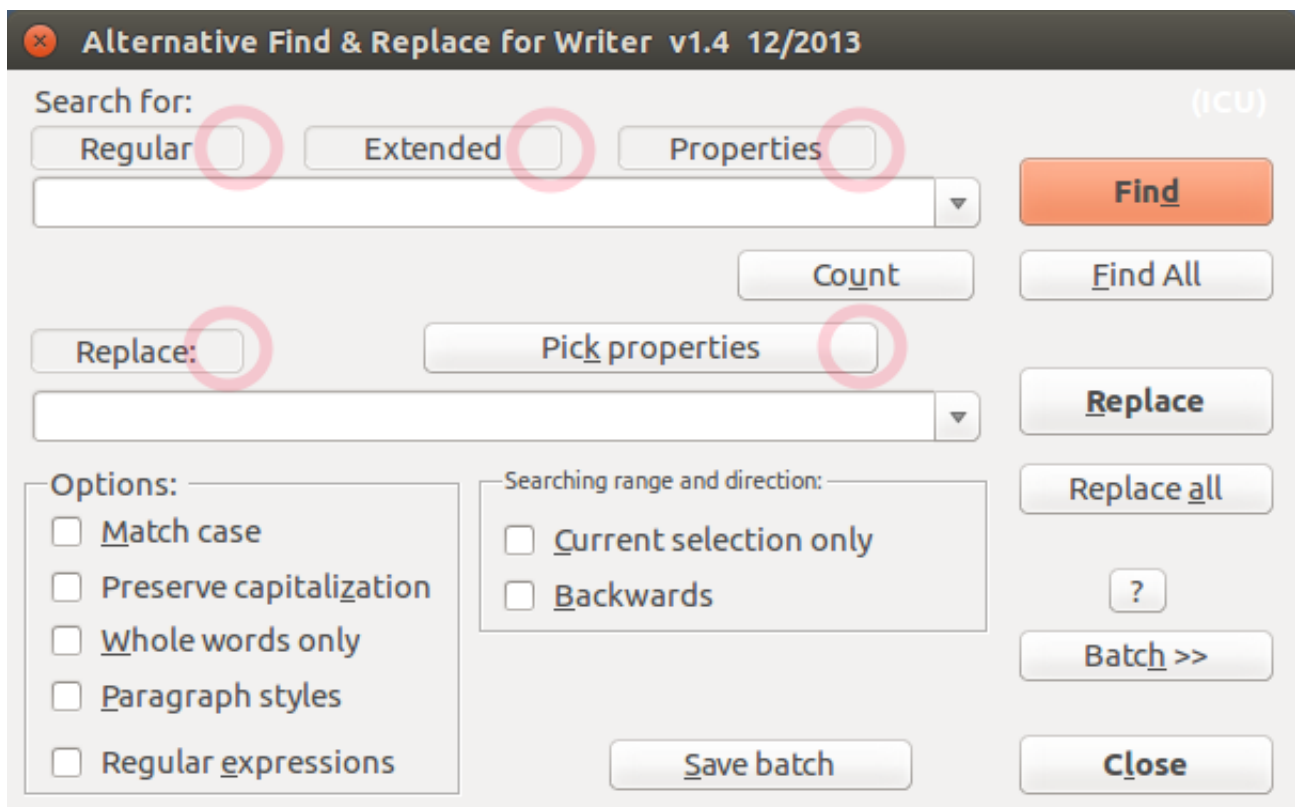 Alternative Find & Replace for Writer v1.4 12/2013
Search for:
(ICU)
Regular Extended Properties
Find
Count
Find All
Replace:
Pick properties
Replace
Options:
Match case
Preserve capitalization
Whole words only
Paragraph styles
Regular expressions
Searching range and direction:
Current selection only
Backwards
Replace all
?
Batch >>
Save batch
Close